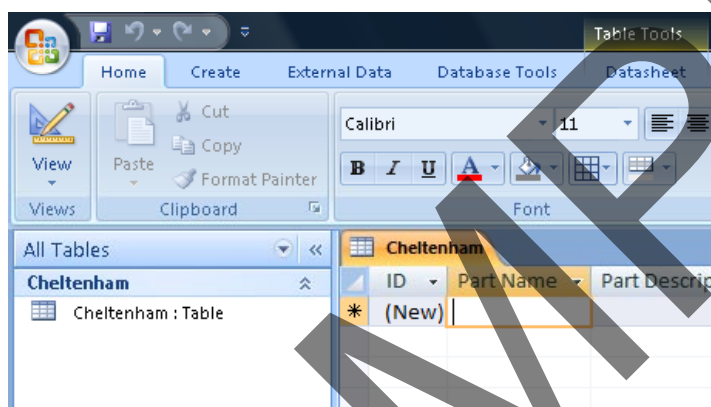 Table Tools
Home Create External Data Database Tools Datasheet
Cut
Copy
Format Painter
View
Paste
Calibri 11
B I U A
Views Clipboard Font
All Tables
Cheltenham
Cheltenham
ID Part Name Part Descrip
Cheltenham : Table
(New)